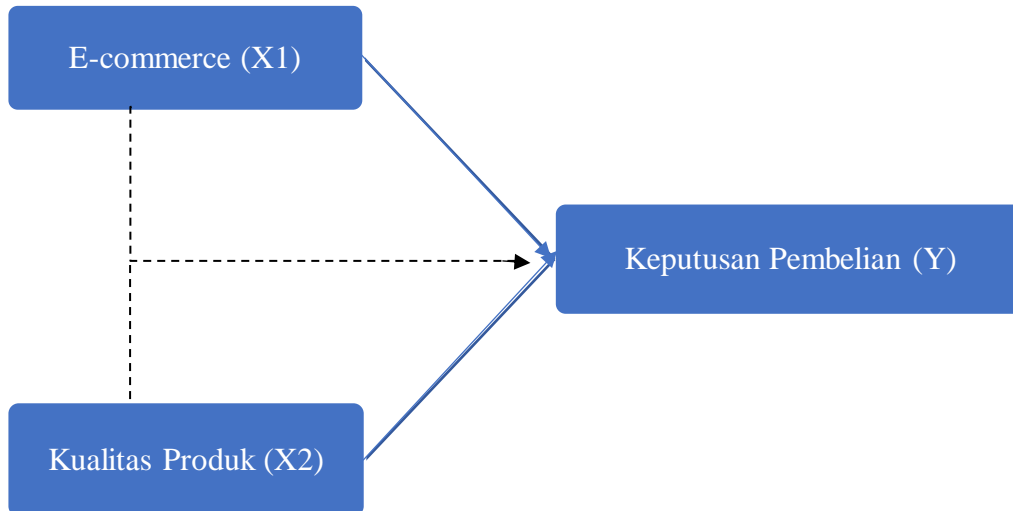 E-commerce (X1)
Keputusan Pembelian (Y)
Kualitas Produk (X2)